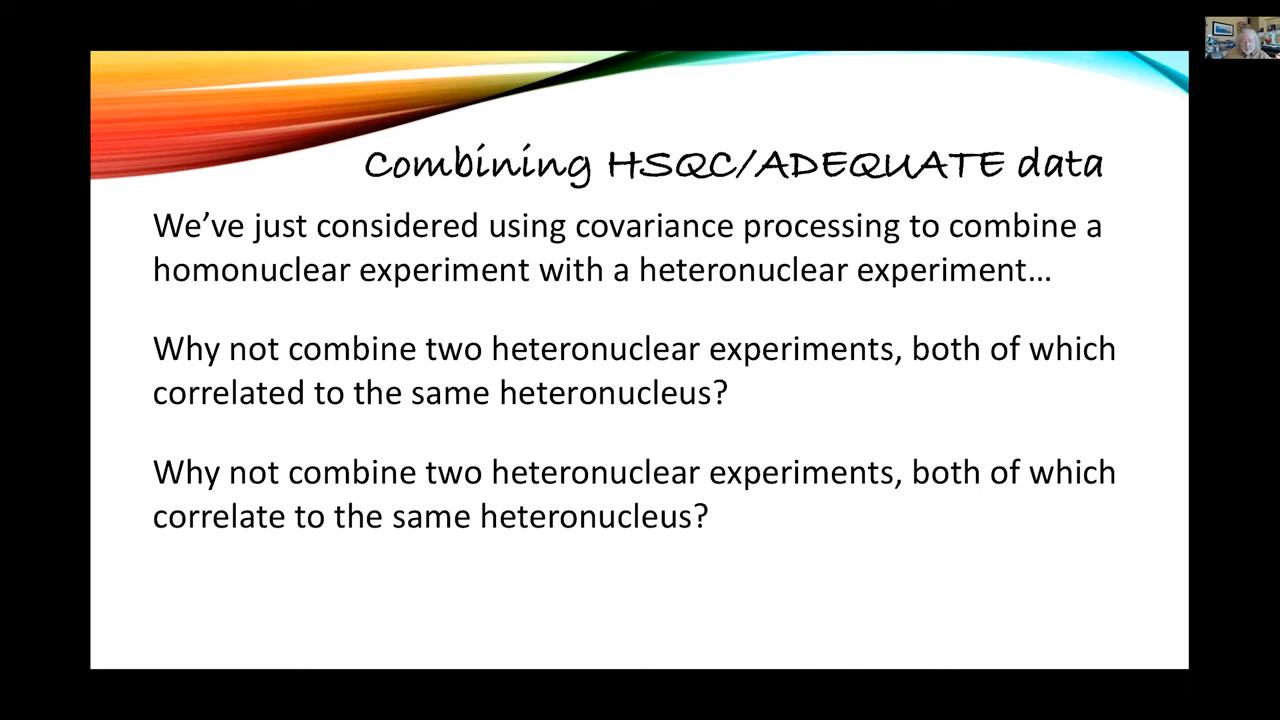 Combining HSQC/ADEQUATE data
We’ve just considered using covariance processing to combine a
homonuclear experiment with a heteronuclear experiment…
Why not combine two heteronuclear experiments, both of which
correlated to the same heteronucleus?
Why not combine two heteronuclear experiments, both of which
correlate to the same heteronucleus?